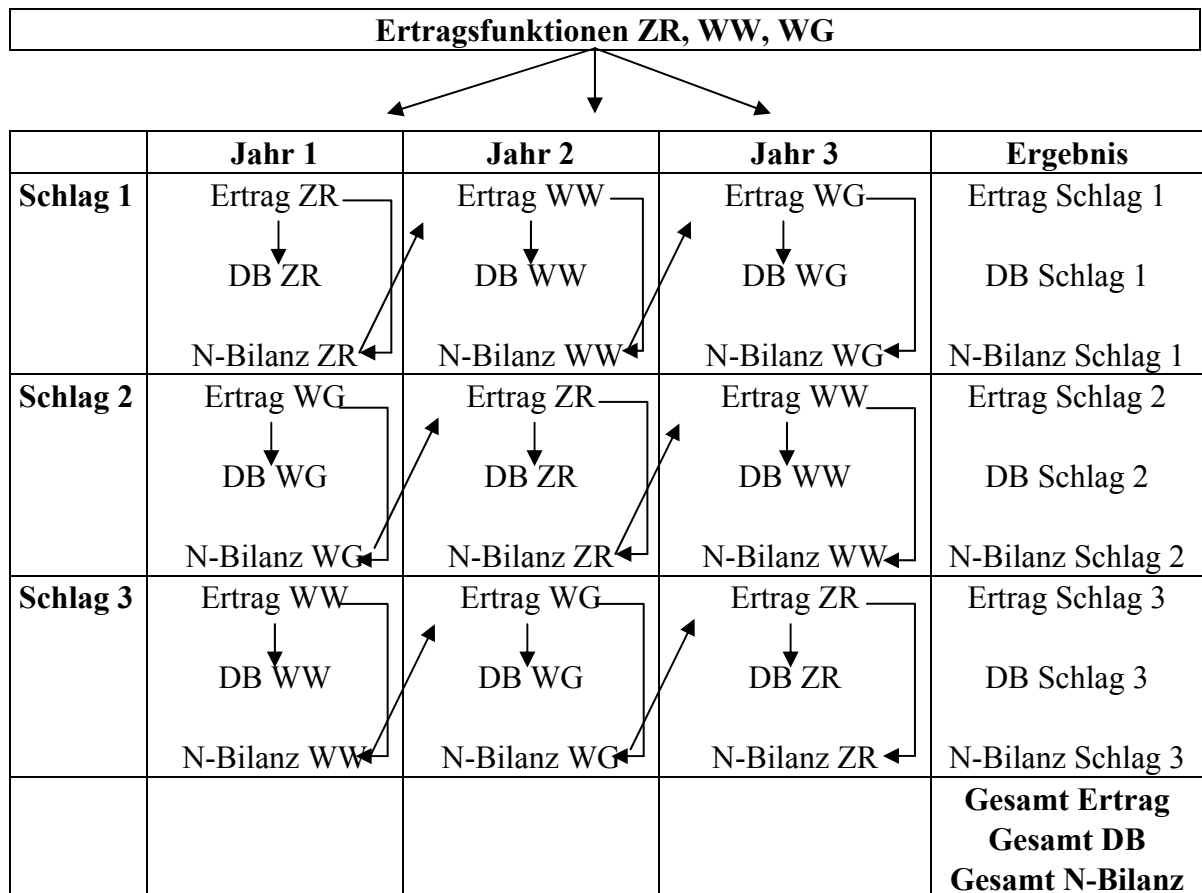 Ertragsfunktionen ZR, WW, WG
Jahr 1 Jahr 2 Jahr 3 Ergebnis
Schlag 1 Ertrag ZR Ertrag WW Ertrag WG Ertrag Schlag 1
DB ZR DB WW DB WG DB Schlag 1
N-Bilanz ZR N-Bilanz WW N-Bilanz WG N-Bilanz Schlag 1
Schlag 2 Ertrag WG Ertrag ZR Ertrag WW Ertrag Schlag 2
DB WG DB ZR DB WW DB Schlag 2
N-Bilanz WG N-Bilanz ZR N-Bilanz WW N-Bilanz Schlag 2
Schlag 3 Ertrag WW Ertrag WG Ertrag ZR Ertrag Schlag 3
DB WW DB WG DB ZR DB Schlag 3
N-Bilanz WW N-Bilanz WG N-Bilanz ZR N-Bilanz Schlag 3
Gesamt Ertrag
Gesamt DB
Gesamt N-Bilanz